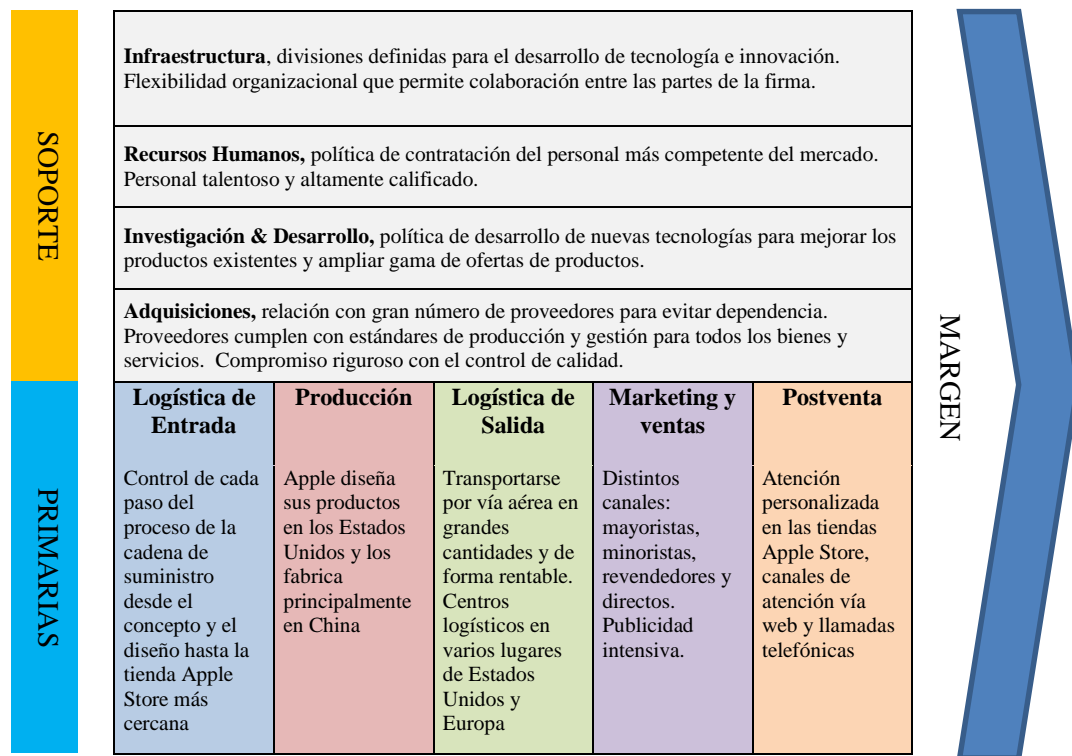 SOPORTE
Infraestructura, divisiones definidas para el desarrollo de tecnología e innovación.
Flexibilidad organizacional que permite colaboración entre las partes de la firma.
Recursos Humanos, política de contratación del personal más competente del mercado.
Personal talentoso y altamente calificado.
Investigación & Desarrollo, política de desarrollo de nuevas tecnologías para mejorar los
productos existentes y ampliar gama de ofertas de productos.
Adquisiciones, relación con gran número de proveedores para evitar dependencia.
Proveedores cumplen con estándares de producción y gestión para todos los bienes y
servicios. Compromiso riguroso con el control de calidad.
PRIMARIAS
Logística de
Entrada
Control de cada
paso del
proceso de la
cadena de
suministro
desde el
concepto y el
diseño hasta la
tienda Apple
Store más
cercana
Producción
Apple diseña
sus productos
en los Estados
Unidos y los
fabrica
principalmente
en China
Logística de
Salida
Transportarse
por vía aérea en
grandes
cantidades y de
forma rentable.
Centros
logísticos en
varios lugares
de Estados
Unidos y
Europa
Marketing y
ventas
Distintos
canales:
mayoristas,
minoristas,
revendedores y
directos.
Publicidad
intensiva.
Postventa
Atención
personalizada
en las tiendas
Apple Store,
canales de
atención vía
web y llamadas
telefónicas
MARGEN